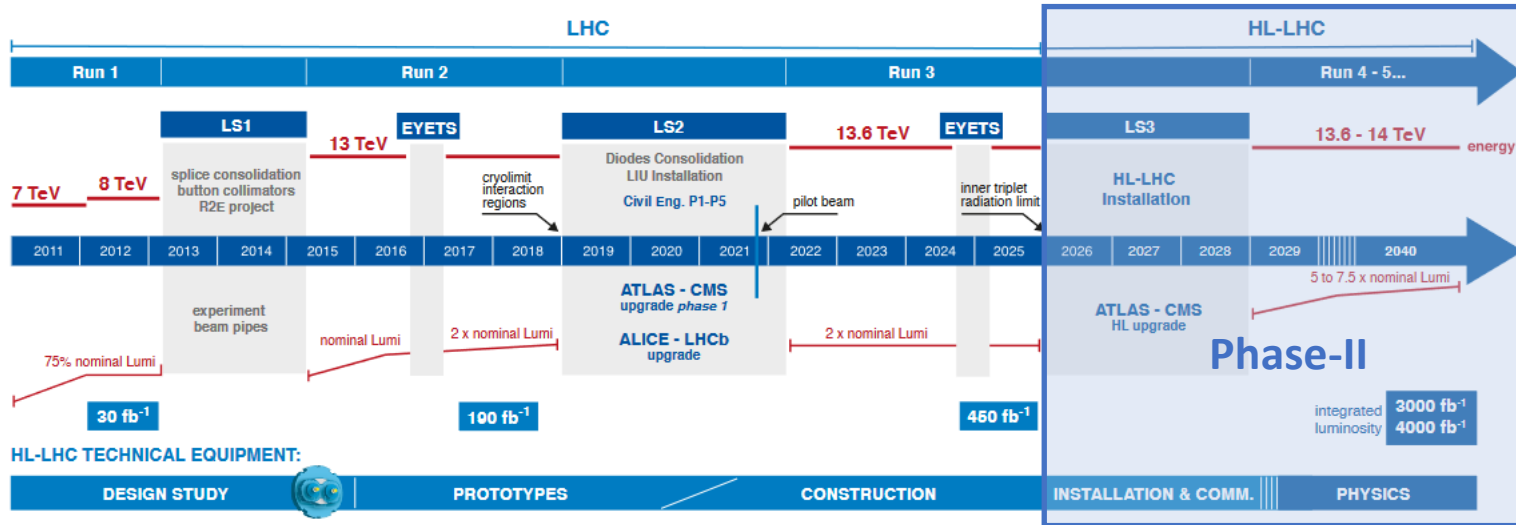 LHC
HL-LHC
Run 1
Run 2
Run 3
Run 4 - 5...
LS1
EYETS
LS2
EYETS
LS3
7 TeV
8 TeV
13 TeV
13.6 TeV
13.6 - 14 TeV
energy
splice consolidation
button collimators
R2E project
cryolimit
interaction
regions
Diodes Consolidation
LIU Installation
Civil Eng. P1-P5
pilot beam
inner triplet
radiation limit
HL-LHC
Installation
2011 2012 2013 2014 2015 2016 2017 2018 2019 2020 2021 2022 2023 2024 2025 2026 2027 2028 2029 2040
experiment
beam pipes
75% nominal Lumi
nominal Lumi
2 x nominal Lumi
ATLAS - CMS
upgrade phase 1
ALICE - LHCb
upgrade
2 x nominal Lumi
ATLAS - CMS
HL upgrade
5 to 7.5 x nominal Lumi
Phase-II
30 fb⁻¹
190 fb⁻¹
450 fb⁻¹
integrated
luminosity
3000 fb⁻¹
4000 fb⁻¹
HL-LHC TECHNICAL EQUIPMENT:
DESIGN STUDY
PROTOTYPES
CONSTRUCTION
INSTALLATION & COMM.
PHYSICS